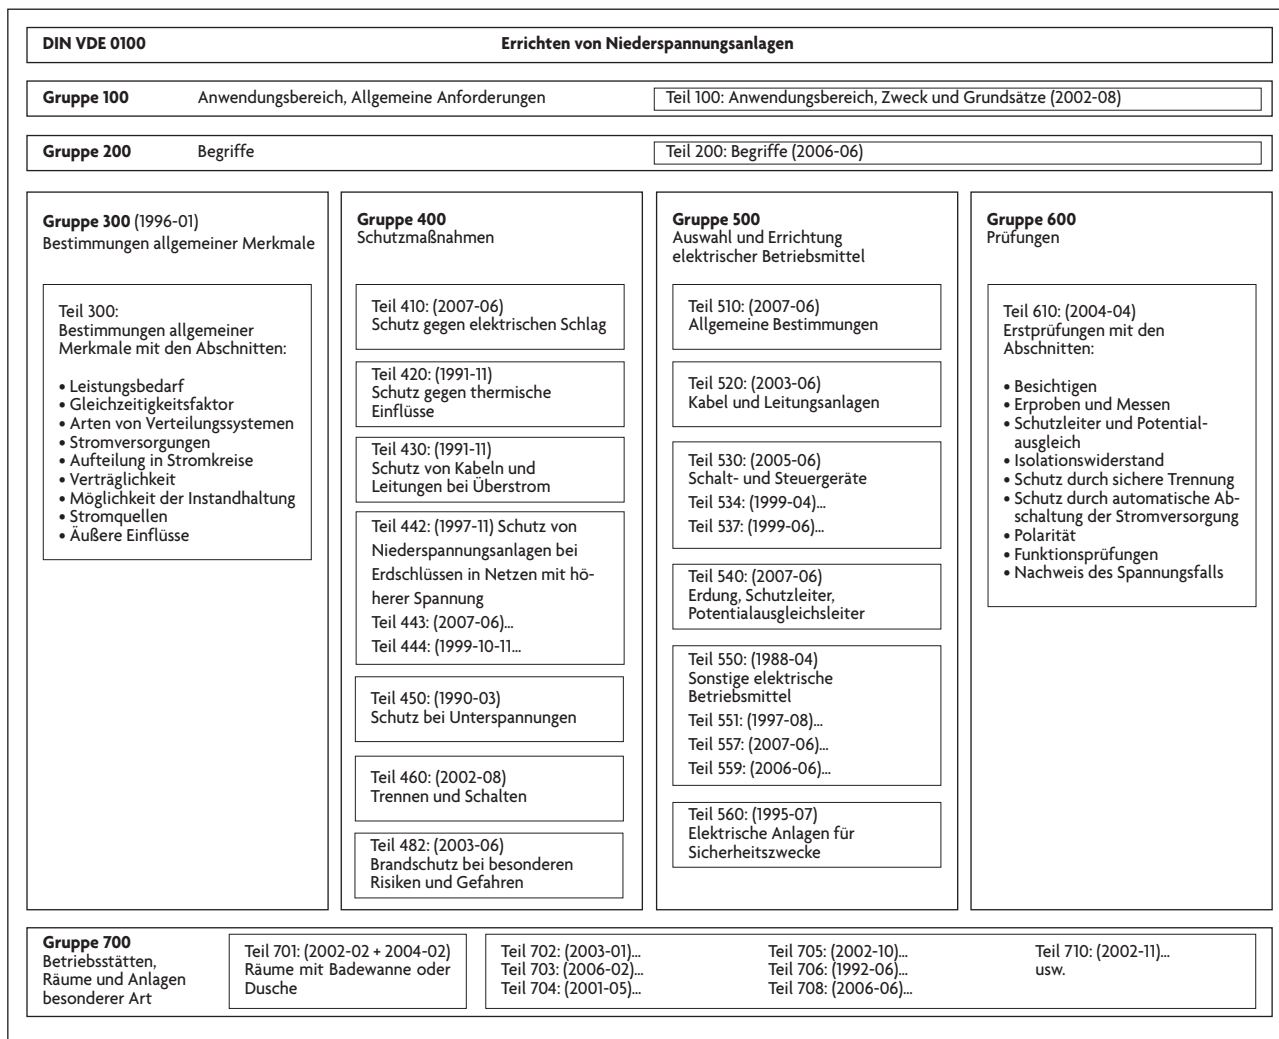 DIN VDE 0100 Errichten von Niederspannungsanlagen
Gruppe 100 Anwendungsbereich, Allgemeine Anforderungen Teil 100: Anwendungsbereich, Zweck und Grundsätze (2002-08)
Gruppe 200 Begriffe Teil 200: Begriffe (2006-06)
Gruppe 300 (1996-01)
Bestimmungen allgemeiner Merkmale
Teil 300:
Bestimmungen allgemeiner
Merkmale mit den Abschnitten:
• Leistungsbedarf
• Gleichzeitigkeitsfaktor
• Arten von Verteilungssystemen
• Stromversorgungen
• Aufteilung in Stromkreise
• Verträglichkeit
• Möglichkeit der Instandhaltung
• Stromquellen
• Äußere Einflüsse
Gruppe 400
Schutzmaßnahmen
Teil 410: (2007-06)
Schutz gegen elektrischen Schlag
Teil 420: (1991-11)
Schutz gegen thermische
Einflüsse
Teil 430: (1991-11)
Schutz von Kabeln und
Leitungen bei Überstrom
Teil 442: (1997-11) Schutz von
Niederspannungsanlagen bei
Erdschlüssen in Netzen mit hö-
herer Spannung
Teil 443: (2007-06)...
Teil 444: (1999-10-11...
Teil 450: (1990-03)
Schutz bei Unterspannungen
Teil 460: (2002-08)
Trennen und Schalten
Teil 482: (2003-06)
Brandschutz bei besonderen
Risiken und Gefahren
Gruppe 500
Auswahl und Errichtung
elektrischer Betriebsmittel
Teil 510: (2007-06)
Allgemeine Bestimmungen
Teil 520: (2003-06)
Kabel und Leitungsanlagen
Teil 530: (2005-06)
Schalt- und Steuergeräte
Teil 534: (1999-04)...
Teil 537: (1999-06)...
Teil 540: (2007-06)
Erdung, Schutzleiter,
Potentialausgleichsleiter
Teil 550: (1988-04)
Sonstige elektrische
Betriebsmittel
Teil 551: (1997-08)...
Teil 557: (2007-06)...
Teil 559: (2006-06)...
Teil 560: (1995-07)
Elektrische Anlagen für
Sicherheitszwecke
Gruppe 600
Prüfungen
Teil 610: (2004-04)
Erstprüfungen mit den
Abschnitten:
• Besichtigen
• Erproben und Messen
• Schutzleiter und Potential-
ausgleich
• Isolationswiderstand
• Schutz durch sichere Trennung
• Schutz durch automatische Ab-
schaltung der Stromversorgung
• Polarität
• Funktionsprüfungen
• Nachweis des Spannungsfalls
Gruppe 700
Betriebsstätten,
Räume und Anlagen
besonderer Art
Teil 701: (2002-02 + 2004-02)
Räume mit Badewanne oder
Dusche
Teil 702: (2003-01)...
Teil 703: (2006-02)...
Teil 704: (2001-05)...
Teil 705: (2002-10)...
Teil 706: (1992-06)...
Teil 708: (2006-06)...
Teil 710: (2002-11)...
usw.